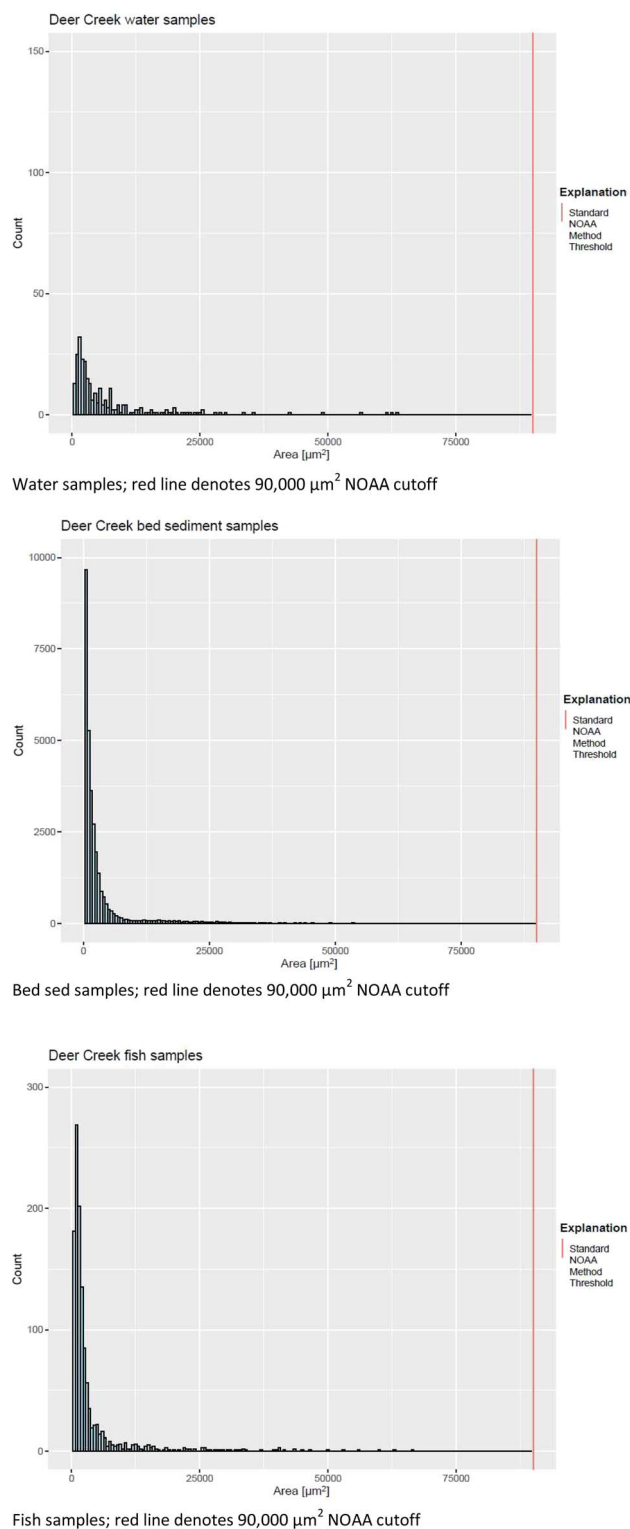 Deer Creek water samples
150
100
50
0
Count
0 25000 50000 75000
Area [µm²]
Explanation
Standard
NOAA
Method
Threshold
Water samples; red line denotes 90,000 µm² NOAA cutoff
Deer Creek bed sediment samples
10000
7500
5000
2500
0
Count
0 25000 50000 75000
Area [µm²]
Explanation
Standard
NOAA
Method
Threshold
Bed sed samples; red line denotes 90,000 µm² NOAA cutoff
Deer Creek fish samples
300
200
100
0
Count
0 25000 50000 75000
Area [µm²]
Explanation
Standard
NOAA
Method
Threshold
Fish samples; red line denotes 90,000 µm² NOAA cutoff